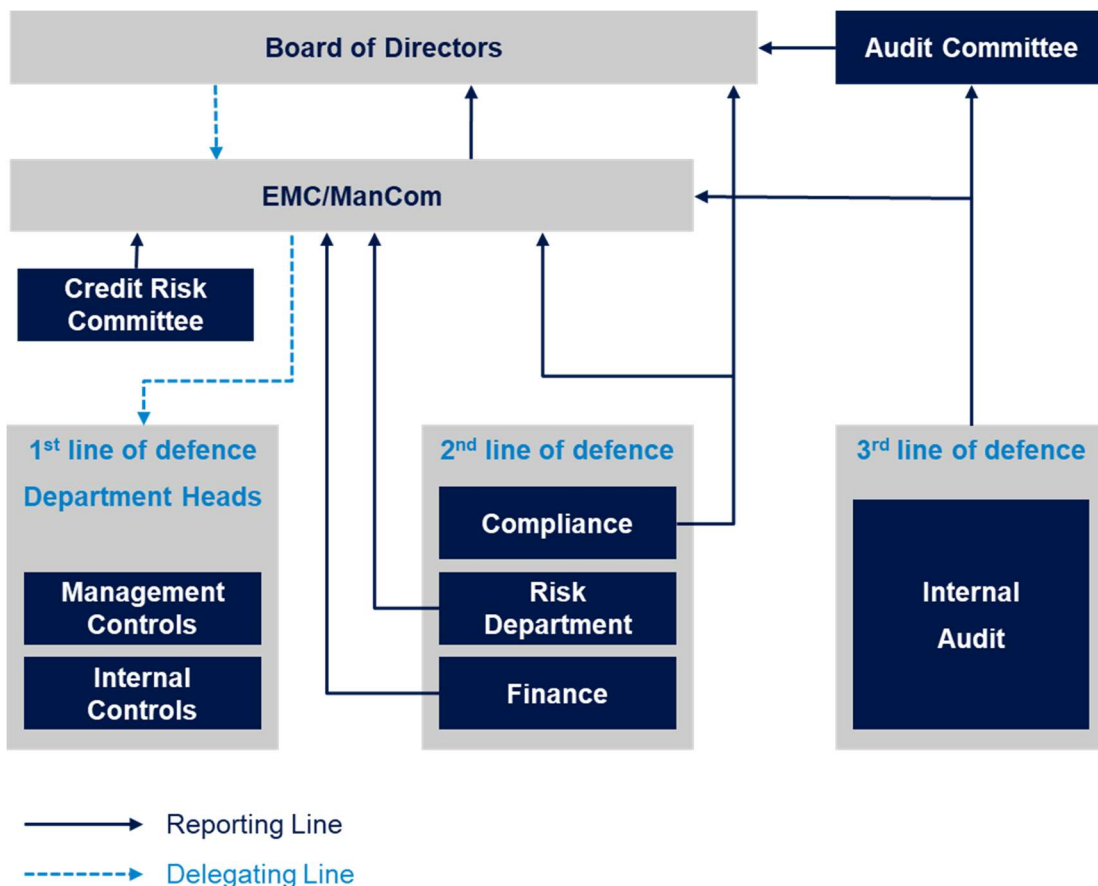 Board of Directors
Audit Committee
EMC/ManCom
Credit Risk
Committee
1st line of defence
Department Heads
Management
Controls
Internal
Controls
2nd line of defence
Compliance
Risk
Department
Finance
3rd line of defence
Internal
Audit
Reporting Line
Delegating Line